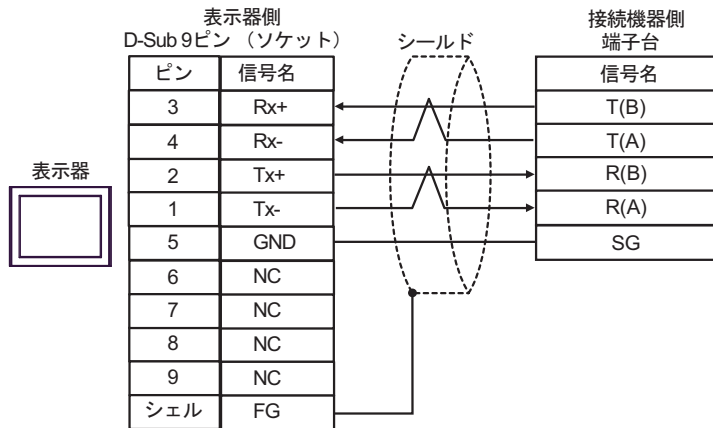 表示器側
D-Sub 9ピン （ソケット）
シールド
接続機器側
端子台
ピン 信号名 信号名
3 Rx+ T(B)
4 Rx- T(A)
表示器
2 Tx+ R(B)
1 Tx- R(A)
5 GND SG
6 NC
7 NC
8 NC
9 NC
シェル FG